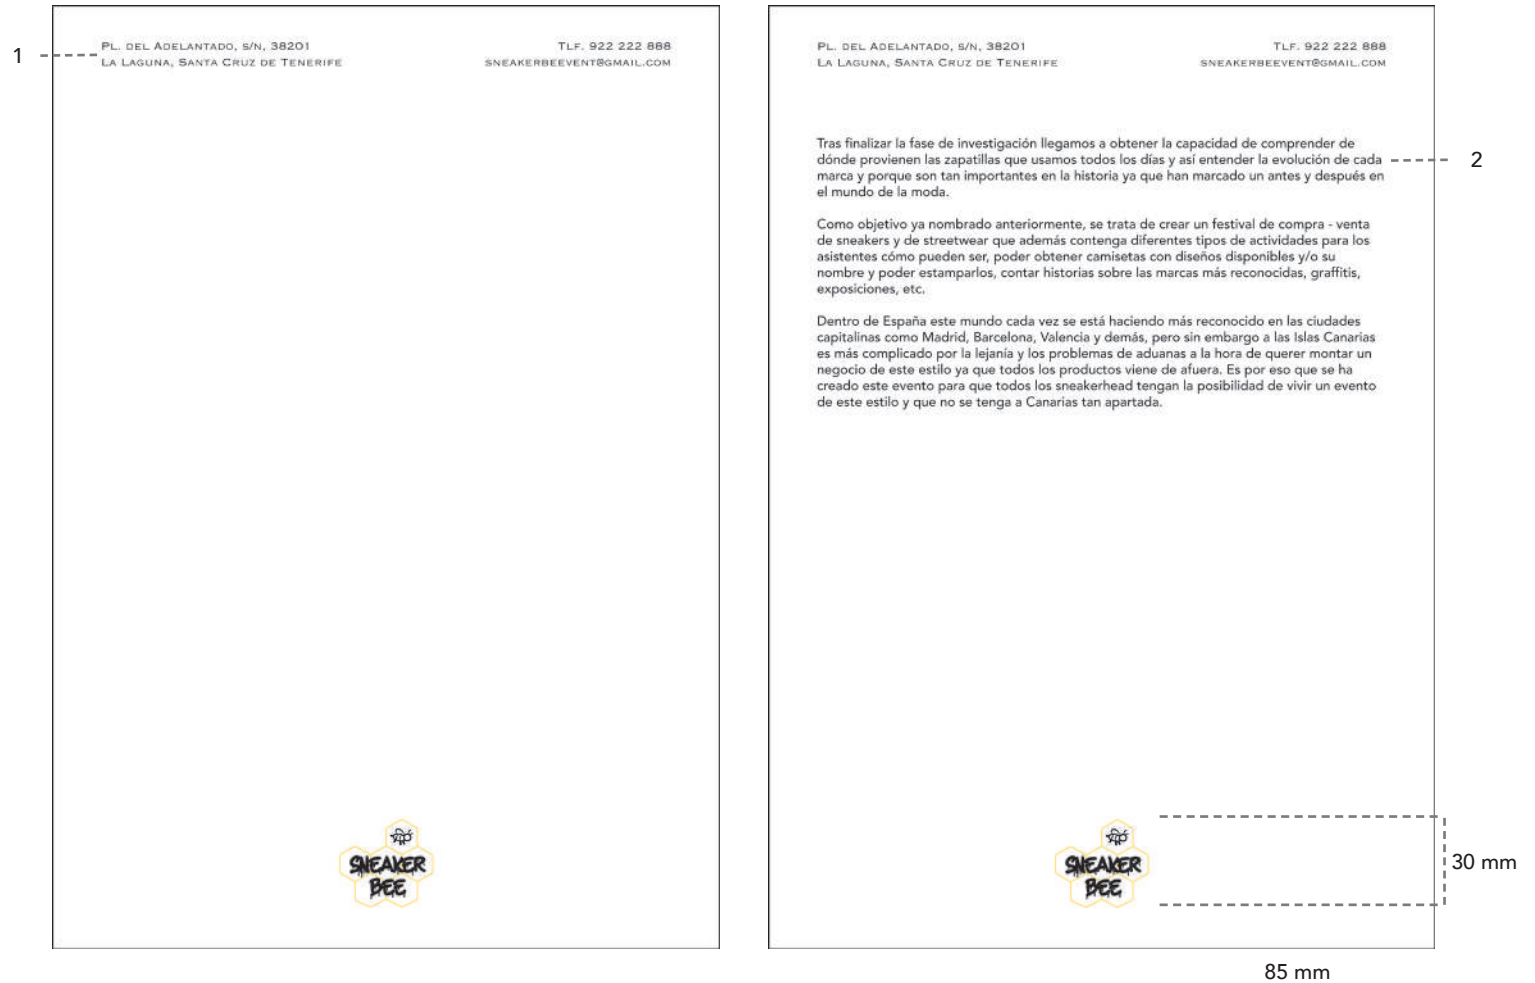 1
PL. DEL ADELANTADO, S/N, 38201
LA LAGUNA, SANTA CRUZ DE TENERIFE
TLF. 922 222 888
SNEAKERBEEVENT@GMAIL.COM
SNEAKER
BEE
PL. DEL ADELANTADO, S/N, 38201
LA LAGUNA, SANTA CRUZ DE TENERIFE
TLF. 922 222 888
SNEAKERBEEVENT@GMAIL.COM
Tras finalizar la fase de investigación llegamos a obtener la capacidad de comprender de
dónde provienen las zapatillas que usamos todos los días y así entender la evolución de cada
marca y porque son tan importantes en la historia ya que han marcado un antes y después en
el mundo de la moda.
2
Como objetivo ya nombrado anteriormente, se trata de crear un festival de compra - venta
de sneakers y de streetwear que además contenga diferentes tipos de actividades para los
asistentes cómo pueden ser, poder obtener camisetas con diseños disponibles y/o su
nombre y poder estamparlos, contar historias sobre las marcas más reconocidas, graffitis,
exposiciones, etc.
Dentro de España este mundo cada vez se está haciendo más reconocido en las ciudades
capitalinas como Madrid, Barcelona, Valencia y demás, pero sin embargo a las Islas Canarias
es más complicado por la lejanía y los problemas de aduanas a la hora de querer montar un
negocio de este estilo ya que todos los productos viene de afuera. Es por eso que se ha
creado este evento para que todos los sneakerhead tengan la posibilidad de vivir un evento
de este estilo y que no se tenga a Canarias tan apartada.
SNEAKER
BEE
30 mm
85 mm